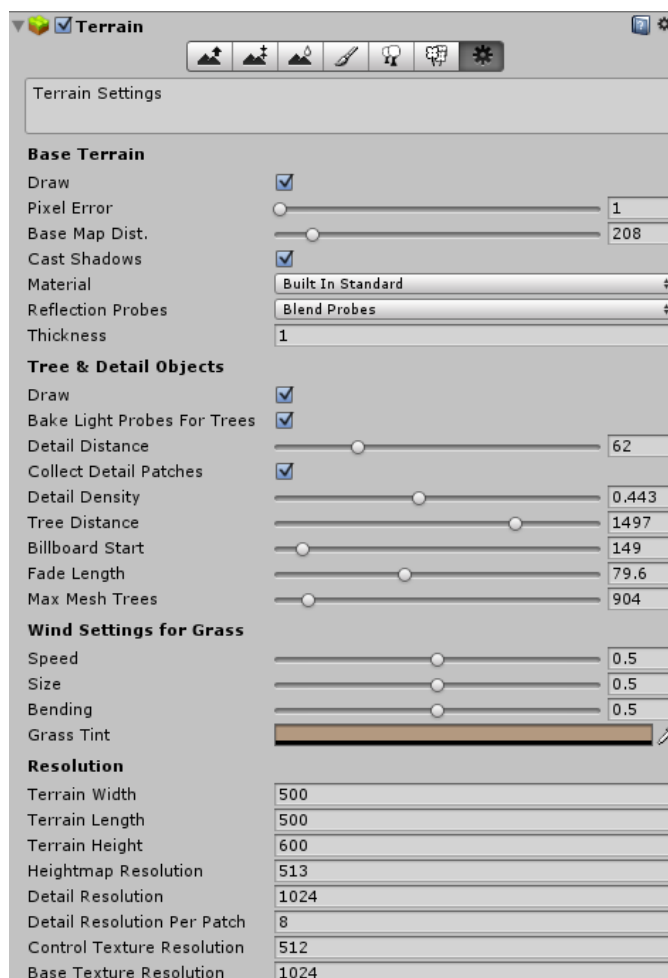 Terrain
Terrain Settings
Base Terrain
Draw
Pixel Error 1
Base Map Dist. 208
Cast Shadows
Material Built In Standard
Reflection Probes Blend Probes
Thickness 1
Tree & Detail Objects
Draw
Bake Light Probes For Trees
Detail Distance 62
Collect Detail Patches
Detail Density 0.443
Tree Distance 1497
Billboard Start 149
Fade Length 79.6
Max Mesh Trees 904
Wind Settings for Grass
Speed 0.5
Size 0.5
Bending 0.5
Grass Tint
Resolution
Terrain Width 500
Terrain Length 500
Terrain Height 600
Heightmap Resolution 513
Detail Resolution 1024
Detail Resolution Per Patch 8
Control Texture Resolution 512
Base Texture Resolution 1024